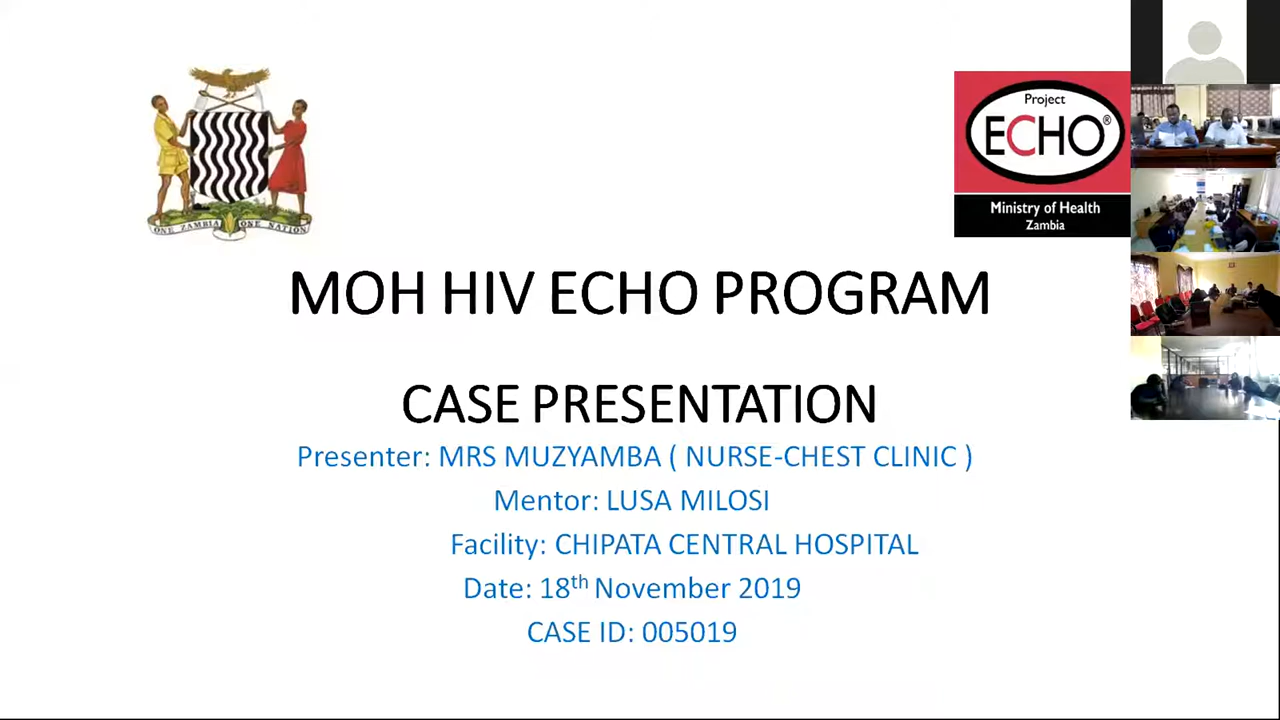 ONE ZAMBIA ONE NATION
Project
ECHO®
Ministry of Health
Zambia
MOH HIV ECHO PROGRAM
CASE PRESENTATION
Presenter: MRS MUZYAMBA ( NURSE-CHEST CLINIC )
Mentor: LUSA MILOSI
Facility: CHIPATA CENTRAL HOSPITAL
Date: 18th November 2019
CASE ID: 005019